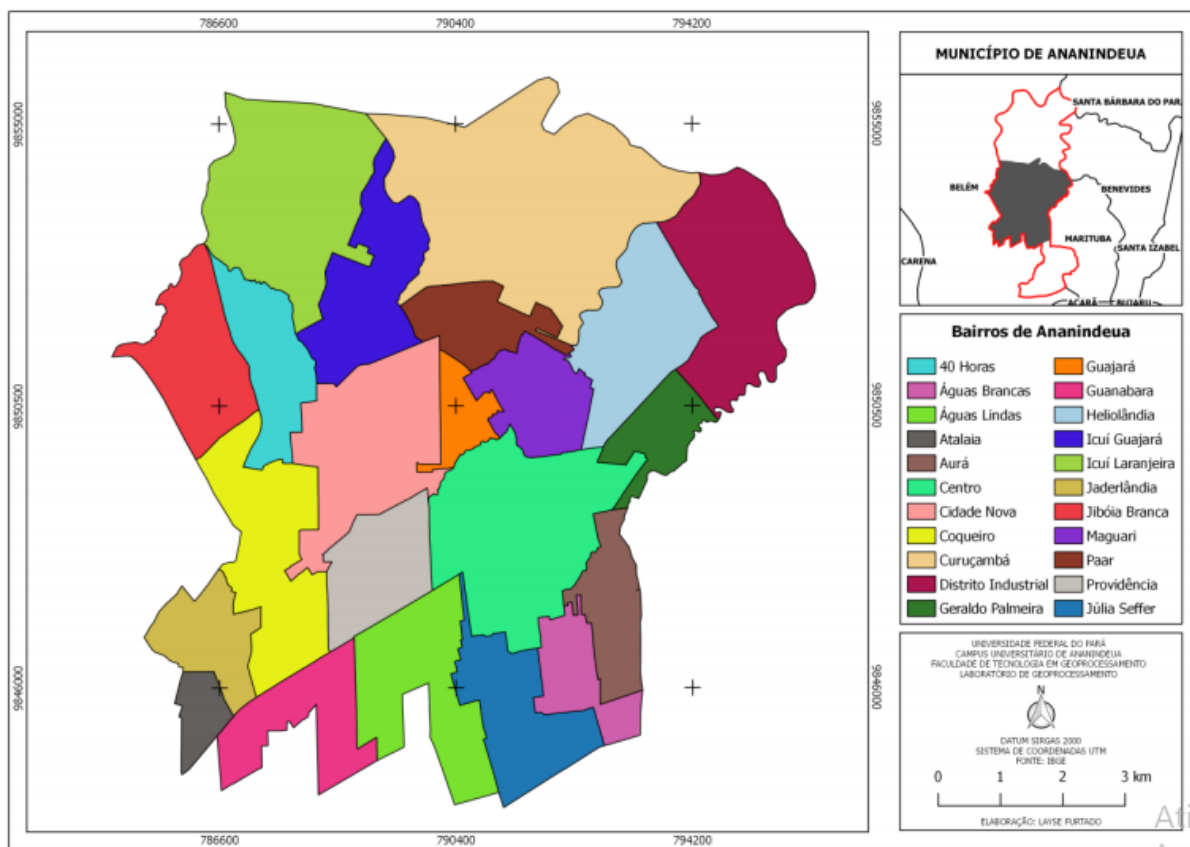 786600 790400 794200
9855000 9855000
9850500 9850500
9846000 9846000
786600 790400 794200
MUNICÍPIO DE ANANINDEUA
SANTA BÁRBARA DO PAR
BELÉM
BENEVIDES
MARITUBA
SANTA IZABEL
CARENA
ACARÁ
BUJARU
Bairros de Ananindeua
40 Horas
Águas Brancas
Águas Lindas
Atalaia
Aurá
Centro
Cidade Nova
Coqueiro
Curuçambá
Distrito Industrial
Geraldo Palmeira
Guajará
Guanabara
Heliolândia
Icuí Guajará
Icuí Laranjeira
Jaderlândia
Jibóia Branca
Maguari
Paar
Providência
Júlia Seffer
UNIVERSIDADE FEDERAL DO PARÁ
CAMPUS UNIVERSITÁRIO DE ANANINDEUA
FACULDADE DE TECNOLOGIA EM GEOPROCESSAMENTO
LABORATÓRIO DE GEOPROCESSAMENTO
N
DATUM SIRGAS 2000
SISTEMA DE COORDENADAS UTM
FONTE: IBGE
0 1 2 3 km
ELABORAÇÃO: LAYSE FURTADO
Ati